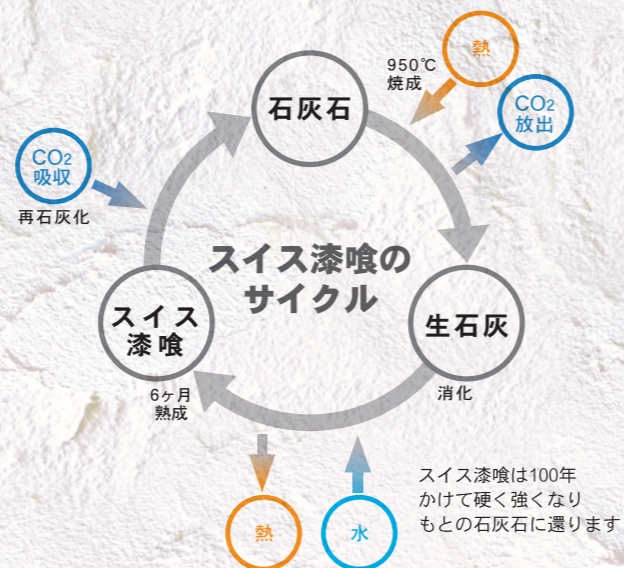 熱
950℃
焼成
石灰石
CO2
放出
CO2
吸収
再石灰化
スイス漆喰の
サイクル
スイス
漆喰
生石灰
6ヶ月
熟成
消化
スイス漆喰は100年
かけて硬く強くなり
もとの石灰石に還ります
熱
水